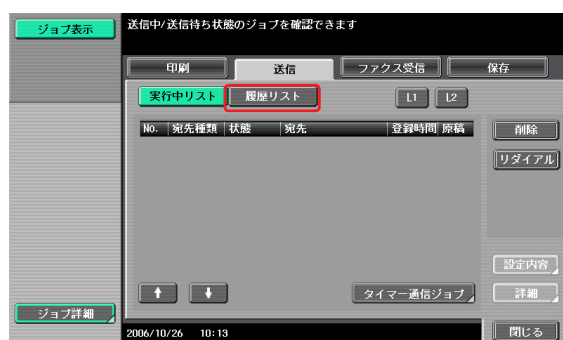 ジョブ表示
送信中/送信待ち状態のジョブを確認できます
印刷 送信 ファクス受信 保存
実行中リスト 履歴リスト L1 L2
No. 宛先種類 状態 宛先 登録時間 原稿
削除
リダイアル
設定内容
↑ ↓ タイマー通信ジョブ 詳細
ジョブ詳細
2006/10/26 10:13 閉じる